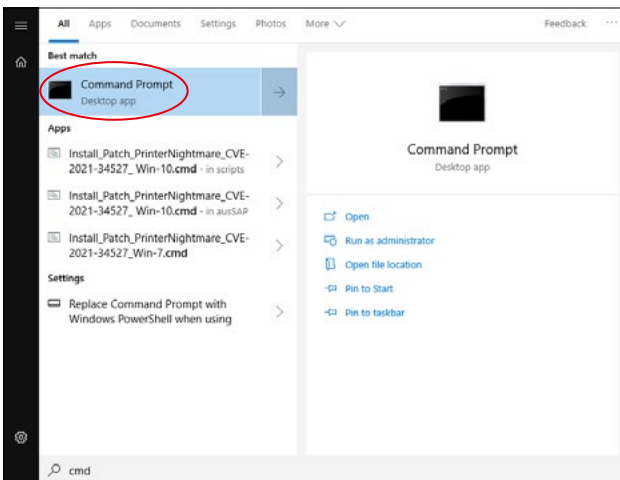 All Apps Documents Settings Photos More Feedback ...
Best match
Command Prompt
Desktop app
Apps
Install_Patch_PrinterNightmare_CVE-
2021-34527_ Win-10.cmd - in scripts
Install_Patch_PrinterNightmare_CVE-
2021-34527_ Win-10.cmd - in ausSAP
Install_Patch_PrinterNightmare_CVE-
2021-34527_Win-7.cmd
Settings
Replace Command Prompt with
Windows PowerShell when using
Command Prompt
Desktop app
Open
Run as administrator
Open file location
Pin to Start
Pin to taskbar
cmd